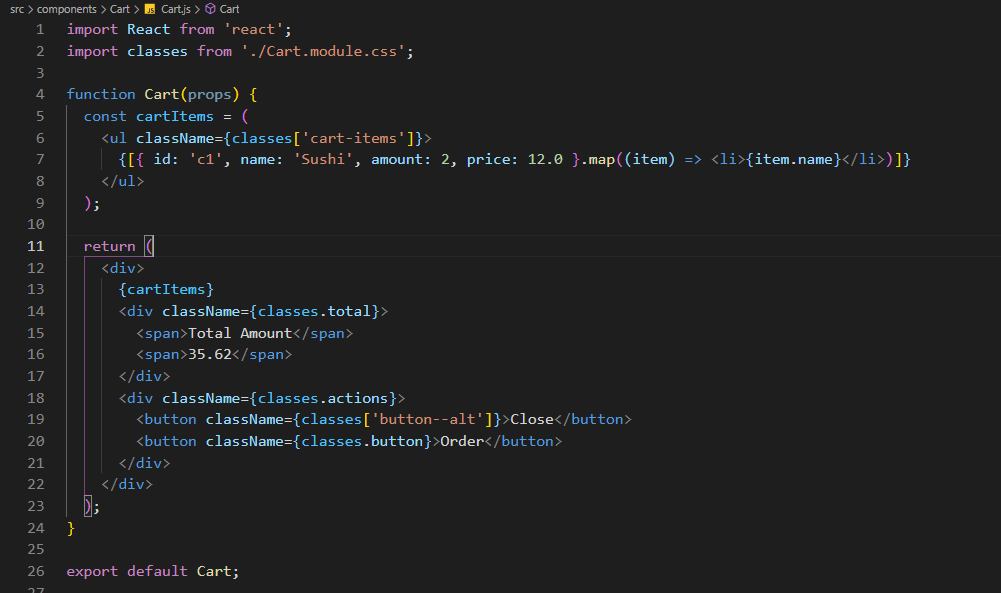 src > components > Cart > JS Cart.js > Cart
1 import React from 'react';
2 import classes from './Cart.module.css';
3
4 function Cart(props) {
5   const cartItems = (
6     <ul className={classes['cart-items']}>
7       {[{ id: 'c1', name: 'Sushi', amount: 2, price: 12.0 }.map((item) => <li>{item.name}</li>)]}
8     </ul>
9   );
10
11   return (
12     <div>
13       {cartItems}
14       <div className={classes.total}>
15         <span>Total Amount</span>
16         <span>35.62</span>
17       </div>
18       <div className={classes.actions}>
19         <button className={classes['button--alt']}>Close</button>
20         <button className={classes.button}>Order</button>
21       </div>
22     </div>
23   );
24 }
25
26 export default Cart;
27